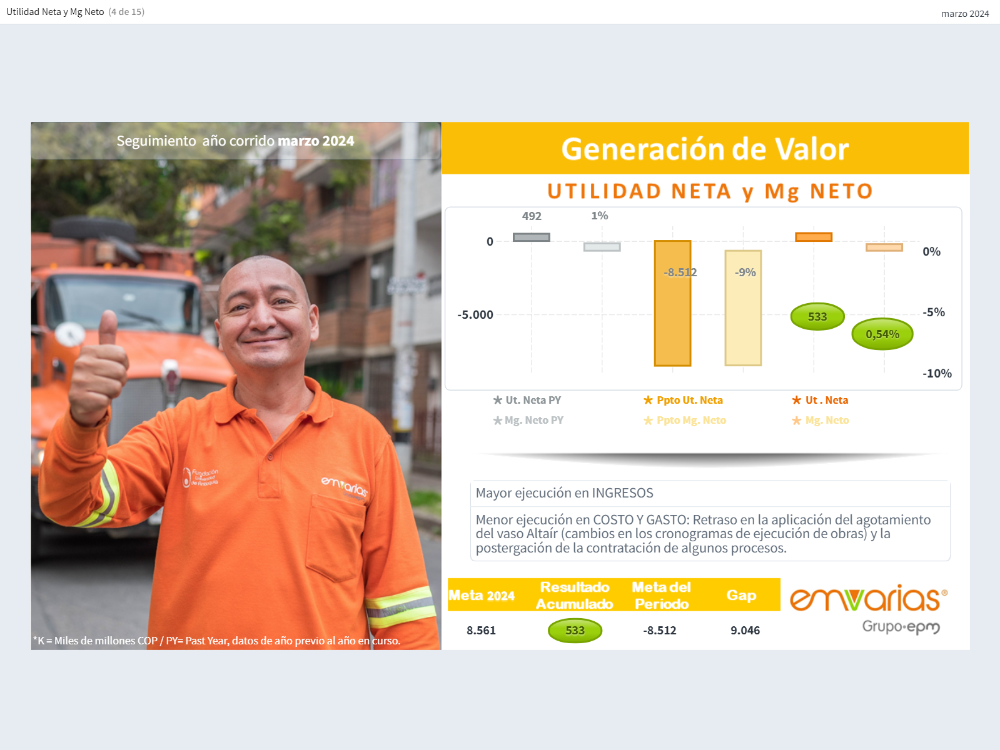 Utilidad Neta y Mg Neto (4 de 15)
marzo 2024
Seguimiento año corrido marzo 2024
Generación de Valor
UTILIDAD NETA y Mg NETO
492
1%
0
-5.000
-8.512
-9%
533
0,54%
0%
-5%
-10%
Ut. Neta PY
Ppto Ut. Neta
Ut . Neta
Mg. Neto PY
Ppto Mg. Neto
Mg. Neto
Mayor ejecución en INGRESOS
Menor ejecución en COSTO Y GASTO: Retraso en la aplicación del agotamiento
del vaso Altaír (cambios en los cronogramas de ejecución de obras) y la
postergación de la contratación de algunos procesos.
Meta 2024
Resultado
Acumulado
Meta del
Periodo
Gap
8.561
533
-8.512
9.046
emvarias®
Grupo·epm
Fundación
Universidad
de Antioquia
emvarias
*K = Miles de millones COP / PY= Past Year, datos de año previo al año en curso.